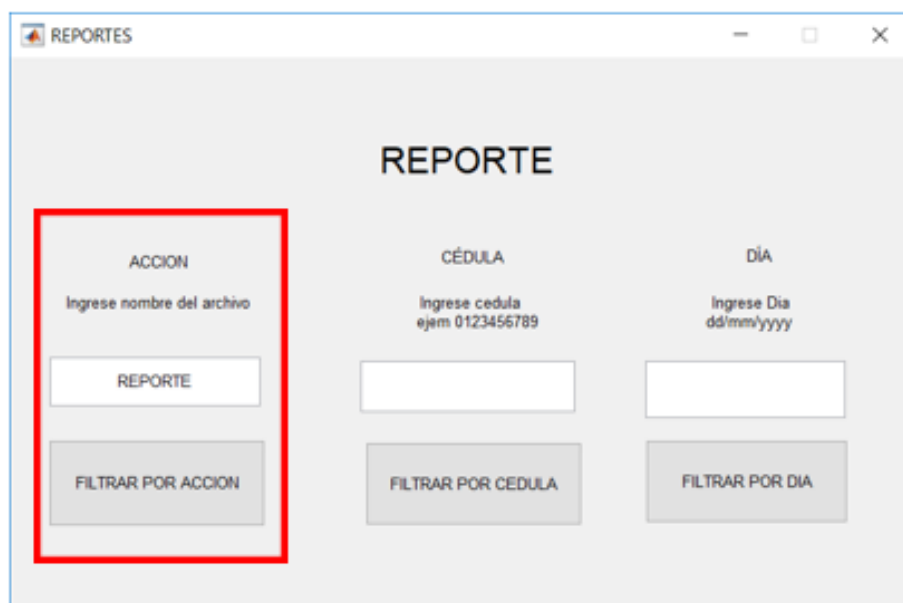 REPORTES
REPORTE
ACCION
Ingrese nombre del archivo
REPORTE
FILTRAR POR ACCION
CÉDULA
Ingrese cedula
ejem 0123456789
FILTRAR POR CEDULA
DÍA
Ingrese Dia
dd/mm/yyyy
FILTRAR POR DIA